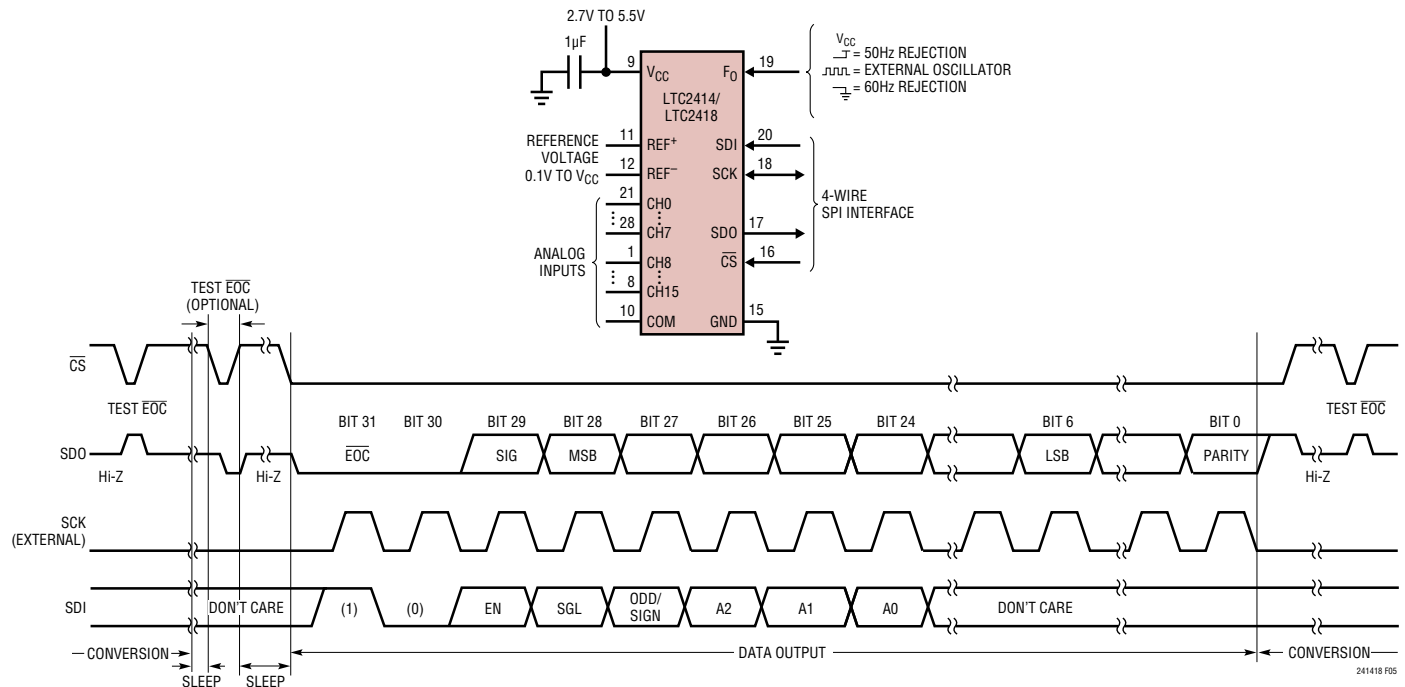 2.7V TO 5.5V
1µF
9
VCC
FO
19
VCC
= 50Hz REJECTION
= EXTERNAL OSCILLATOR
= 60Hz REJECTION
LTC2414/
LTC2418
REFERENCE
VOLTAGE
0.1V TO VCC
11
REF+
12
REF–
SDI
20
SCK
18
SDO
17
CS
16
4-WIRE
SPI INTERFACE
ANALOG
INPUTS
21
CH0
28
CH7
1
CH8
8
CH15
10
COM
GND
15
TEST EOC
(OPTIONAL)
CS
TEST EOC
TEST EOC
BIT 31
BIT 30
BIT 29
BIT 28
BIT 27
BIT 26
BIT 25
BIT 24
BIT 6
BIT 0
SDO
EOC
SIG
MSB
LSB
PARITY
Hi-Z
Hi-Z
Hi-Z
SCK
(EXTERNAL)
SDI
DON'T CARE
(1)
(0)
EN
SGL
ODD/
SIGN
A2
A1
A0
DON'T CARE
CONVERSION
DATA OUTPUT
CONVERSION
SLEEP
SLEEP
241418 F05